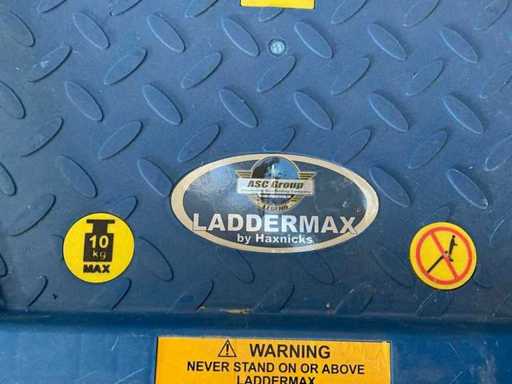 ASC Group
LADDERMAX
by Haxnicks
10
kg
MAX
WARNING
NEVER STAND ON OR ABOVE
LADDERMAX